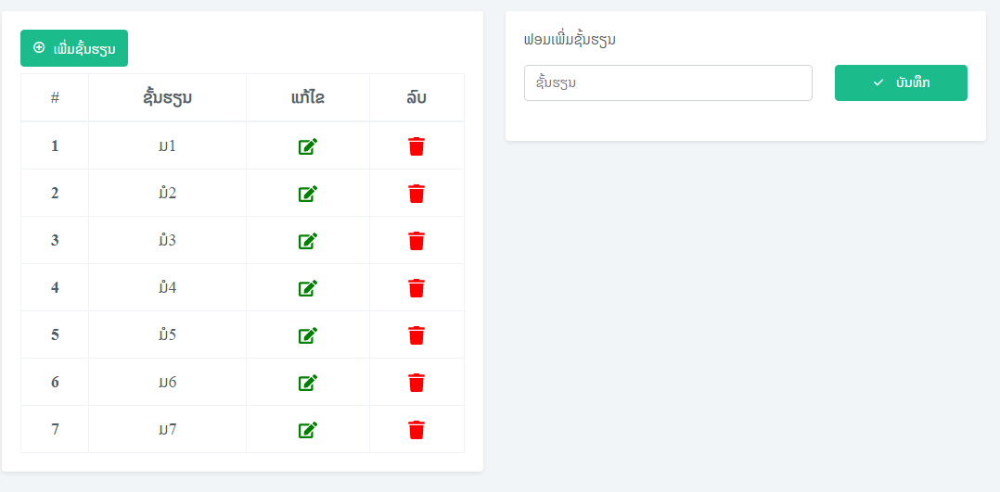 ເພີ່ມຊັ້ນຮຽນ
# ຊັ້ນຮຽນ ແກ້ໄຂ ລົບ
1 ມ1
2 ມໍ2
3 ມໍ3
4 ມໍ4
5 ມໍ5
6 ມ6
7 ມ7
ຟອມເພີ່ມຊັ້ນຮຽນ
ຊັ້ນຮຽນ
ບັນທຶກ